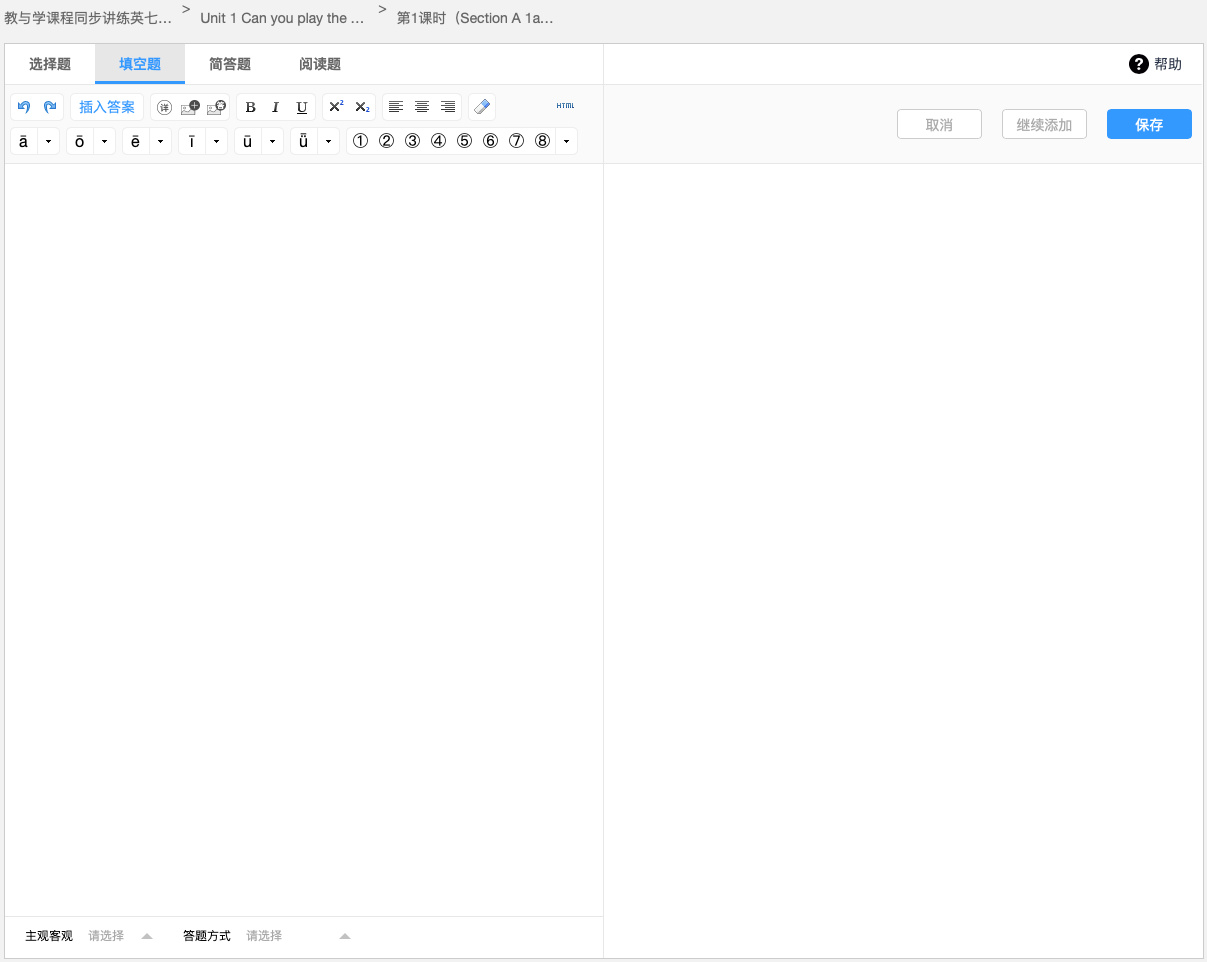 教与学课程同步讲练英七... > Unit 1 Can you play the ... > 第1课时（Section A 1a...
选择题 填空题 简答题 阅读题 ? 帮助
插入答案 译 B I U X² X₂ HTML
取消 继续添加 保存
ā ō ē ī ū ǖ ① ② ③ ④ ⑤ ⑥ ⑦ ⑧
主观客观 请选择 答题方式 请选择